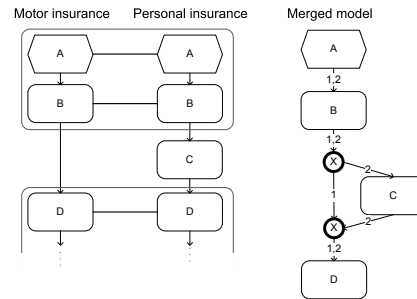 Motor insurance Personal insurance Merged model
A A A
1,2
B B B
1,2
X 2
C 1 C
2
X
1,2
D D D